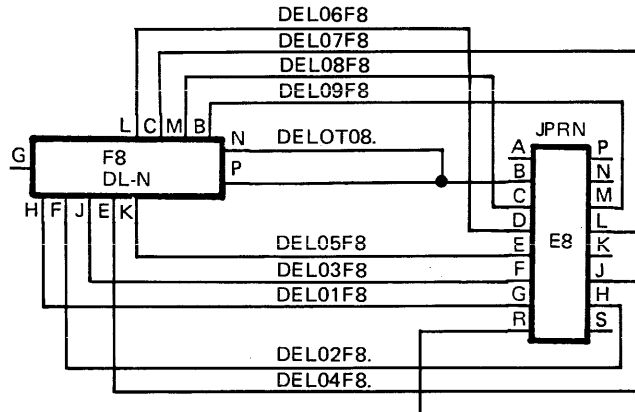 DEL06F8
DEL07F8
DEL08F8
DEL09F8
L C M B
N
DELOT08.
JPRN
G
F8
P
A
P
DL-N
B
N
C
M
H F J E K
D
L
DEL05F8
E
E8
K
DEL03F8
F
J
DEL01F8
G
H
R
S
DEL02F8.
DEL04F8.